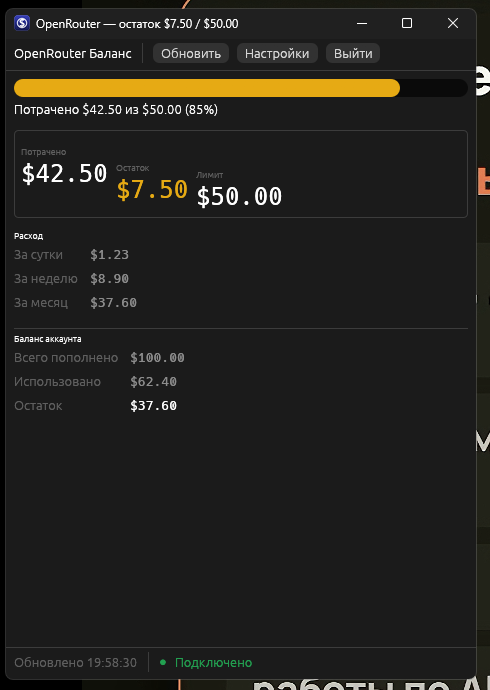 OpenRouter — остаток $7.50 / $50.00
OpenRouter Баланс Обновить Настройки Выйти
Потрачено $42.50 из $50.00 (85%)
Потрачено
$42.50
Остаток
$7.50
Лимит
$50.00
Расход
За сутки $1.23
За неделю $8.90
За месяц $37.60
Баланс аккаунта
Всего пополнено $100.00
Использовано $62.40
Остаток $37.60
Обновлено 19:58:30 ● Подключено